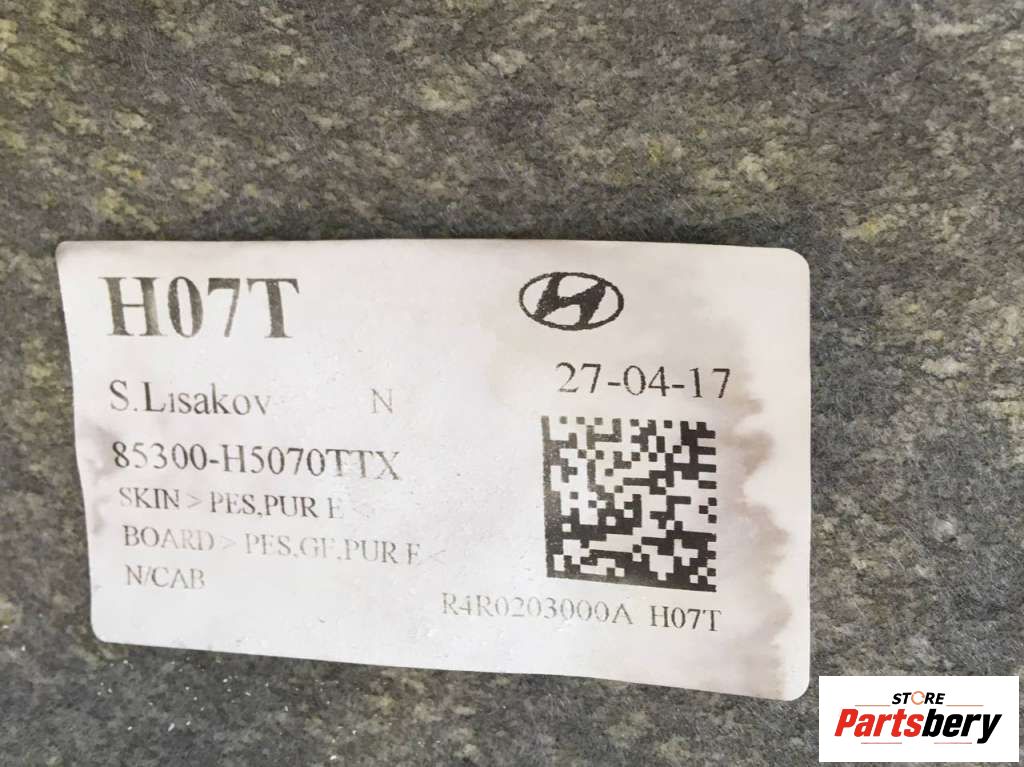 H07T
27-04-17
S.Lisakov N
85300-H5070TTX
SKIN > PES,PUR E <
BOARD > PES,GF,PUR F <
N/CAB
R4R0203000A H07T
STORE
Partsbery